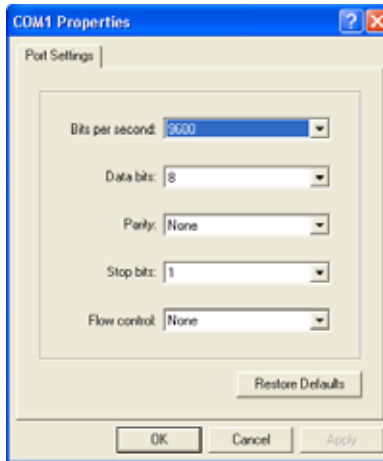 COM1 Properties
Port Settings
Bits per second: 9600
Data bits: 8
Parity: None
Stop bits: 1
Flow control: None
Restore Defaults
OK Cancel Apply